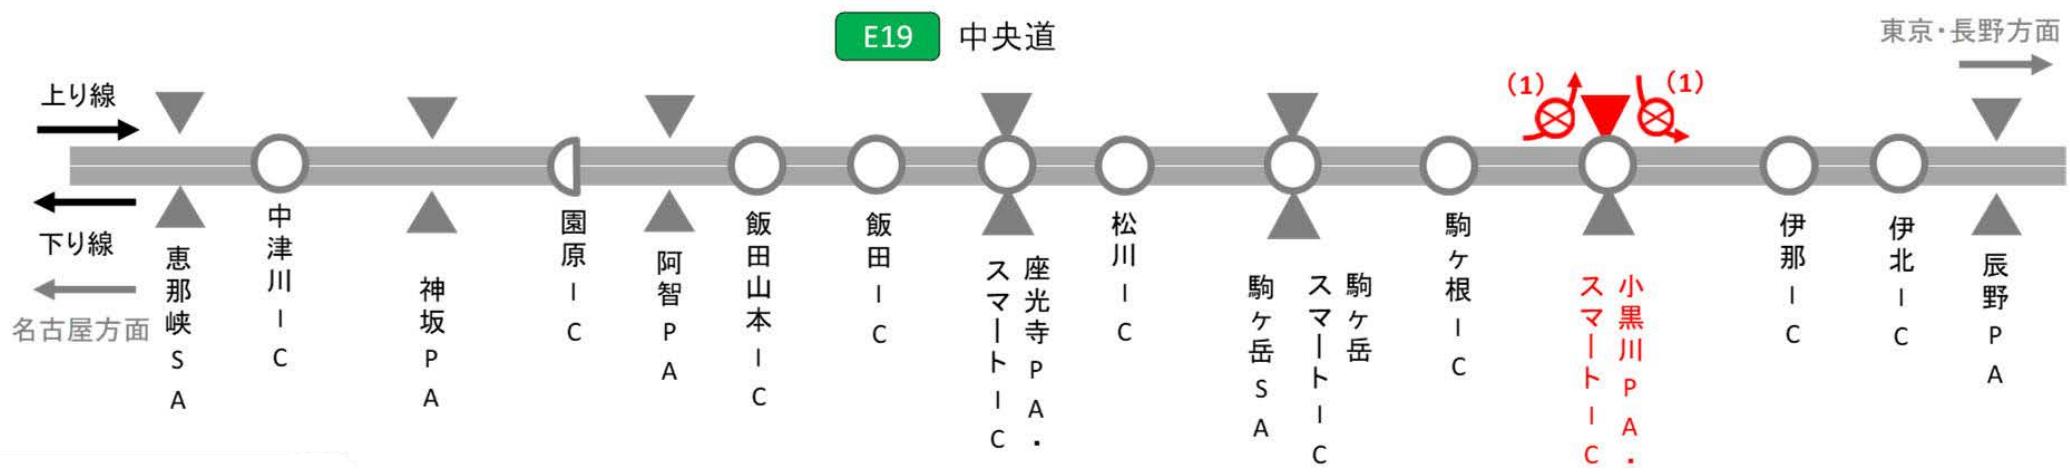 E19 中央道
東京・長野方面
上り線
(1)
(1)
下り線
名古屋方面
恵那峡SA
中津川IC
神坂PA
園原IC
阿智PA
飯田山本IC
飯田IC
座光寺PA・
スマートIC
松川IC
駒ヶ岳SA
駒ヶ岳
スマートIC
駒ヶ根IC
小黒川PA・
スマートIC
伊那IC
伊北IC
辰野PA